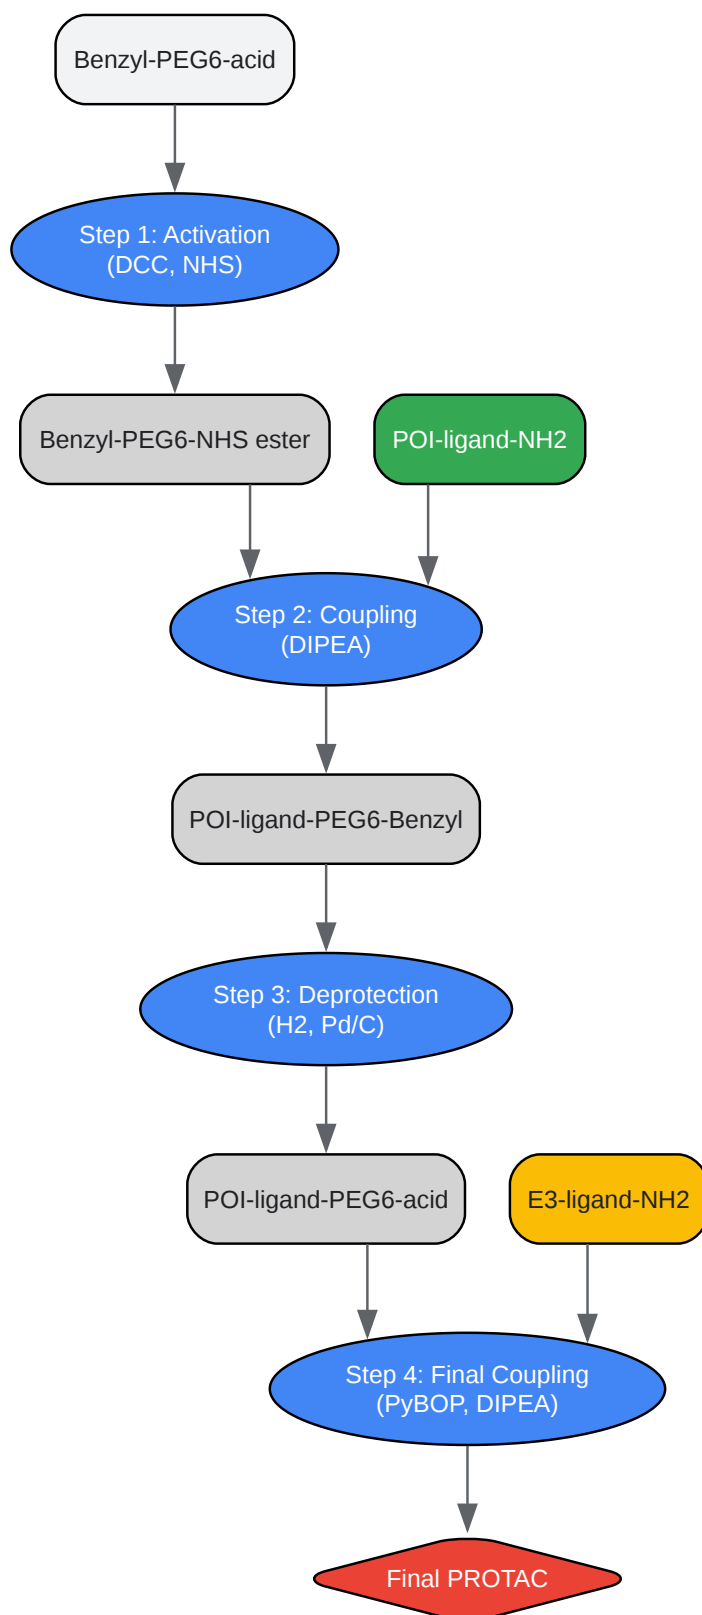 Benzyl-PEG6-acid
Step 1: Activation
(DCC, NHS)
Benzyl-PEG6-NHS ester
POI-ligand-NH2
Step 2: Coupling
(DIPEA)
POI-ligand-PEG6-Benzyl
Step 3: Deprotection
(H2, Pd/C)
POI-ligand-PEG6-acid
E3-ligand-NH2
Step 4: Final Coupling
(PyBOP, DIPEA)
Final PROTAC